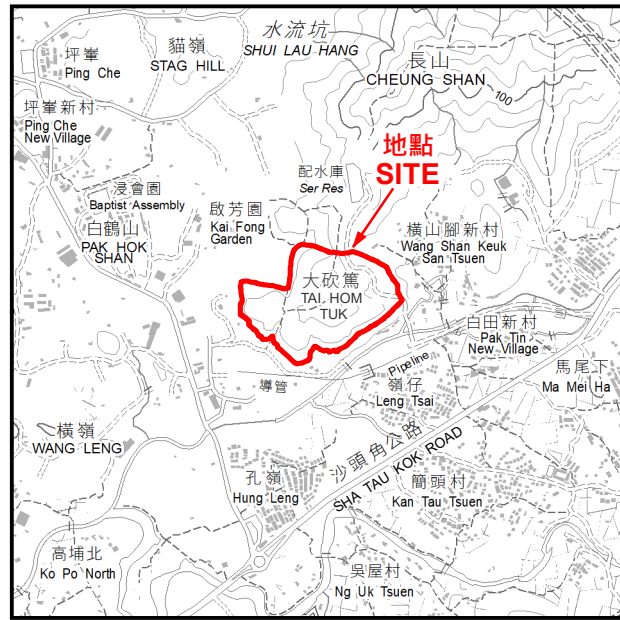 水流坑
SHUI LAU HANG
坪輋
Ping Che
貓嶺
STAG HILL
長山
CHEUNG SHAN
100
坪輋新村
Ping Che
New Village
地點
SITE
配水庫
Ser Res
浸會園
Baptist Assembly
啟芳園
Kai Fong
Garden
白鶴山
PAK HOK
SHAN
橫山腳新村
Wang Shan Keuk
San Tsuen
大砍篤
TAI HOM
TUK
白田新村
Pak Tin
New Village
Pipeline
導管
嶺仔
Leng Tsai
馬尾下
Ma Mei Ha
橫嶺
WANG LENG
沙頭角公路
SHA TAU KOK ROAD
孔嶺
Hung Leng
簡頭村
Kan Tau Tsuen
高埔北
Ko Po North
吳屋村
Ng Uk Tsuen